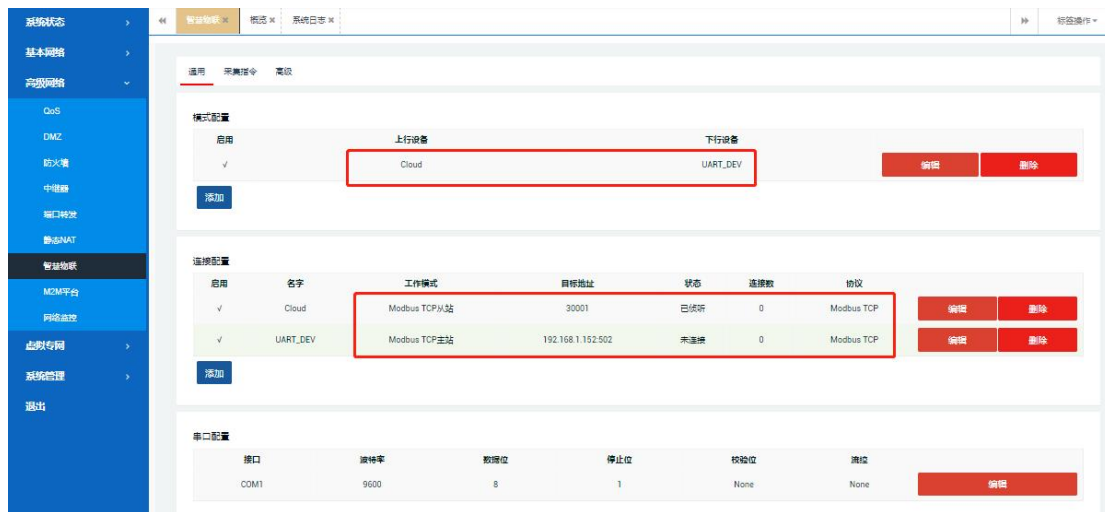 系统状态
基本网络
高级网络
QoS
DMZ
防火墙
中继器
端口转发
静态NAT
智慧物联
M2M平台
网络监控
虚拟专网
系统管理
退出
智慧物联 × 概览 × 系统日志 × 标签操作
通用 采集指令 高级
模式配置
启用 上行设备 下行设备
√ Cloud UART_DEV 编辑 删除
添加
连接配置
启用 名字 工作模式 目标地址 状态 连接数 协议
√ Cloud Modbus TCP从站 30001 已侦听 0 Modbus TCP 编辑 删除
√ UART_DEV Modbus TCP主站 192.168.1.152:502 未连接 0 Modbus TCP 编辑 删除
添加
串口配置
接口 波特率 数据位 停止位 校验位 流控
COM1 9600 8 1 None None 编辑